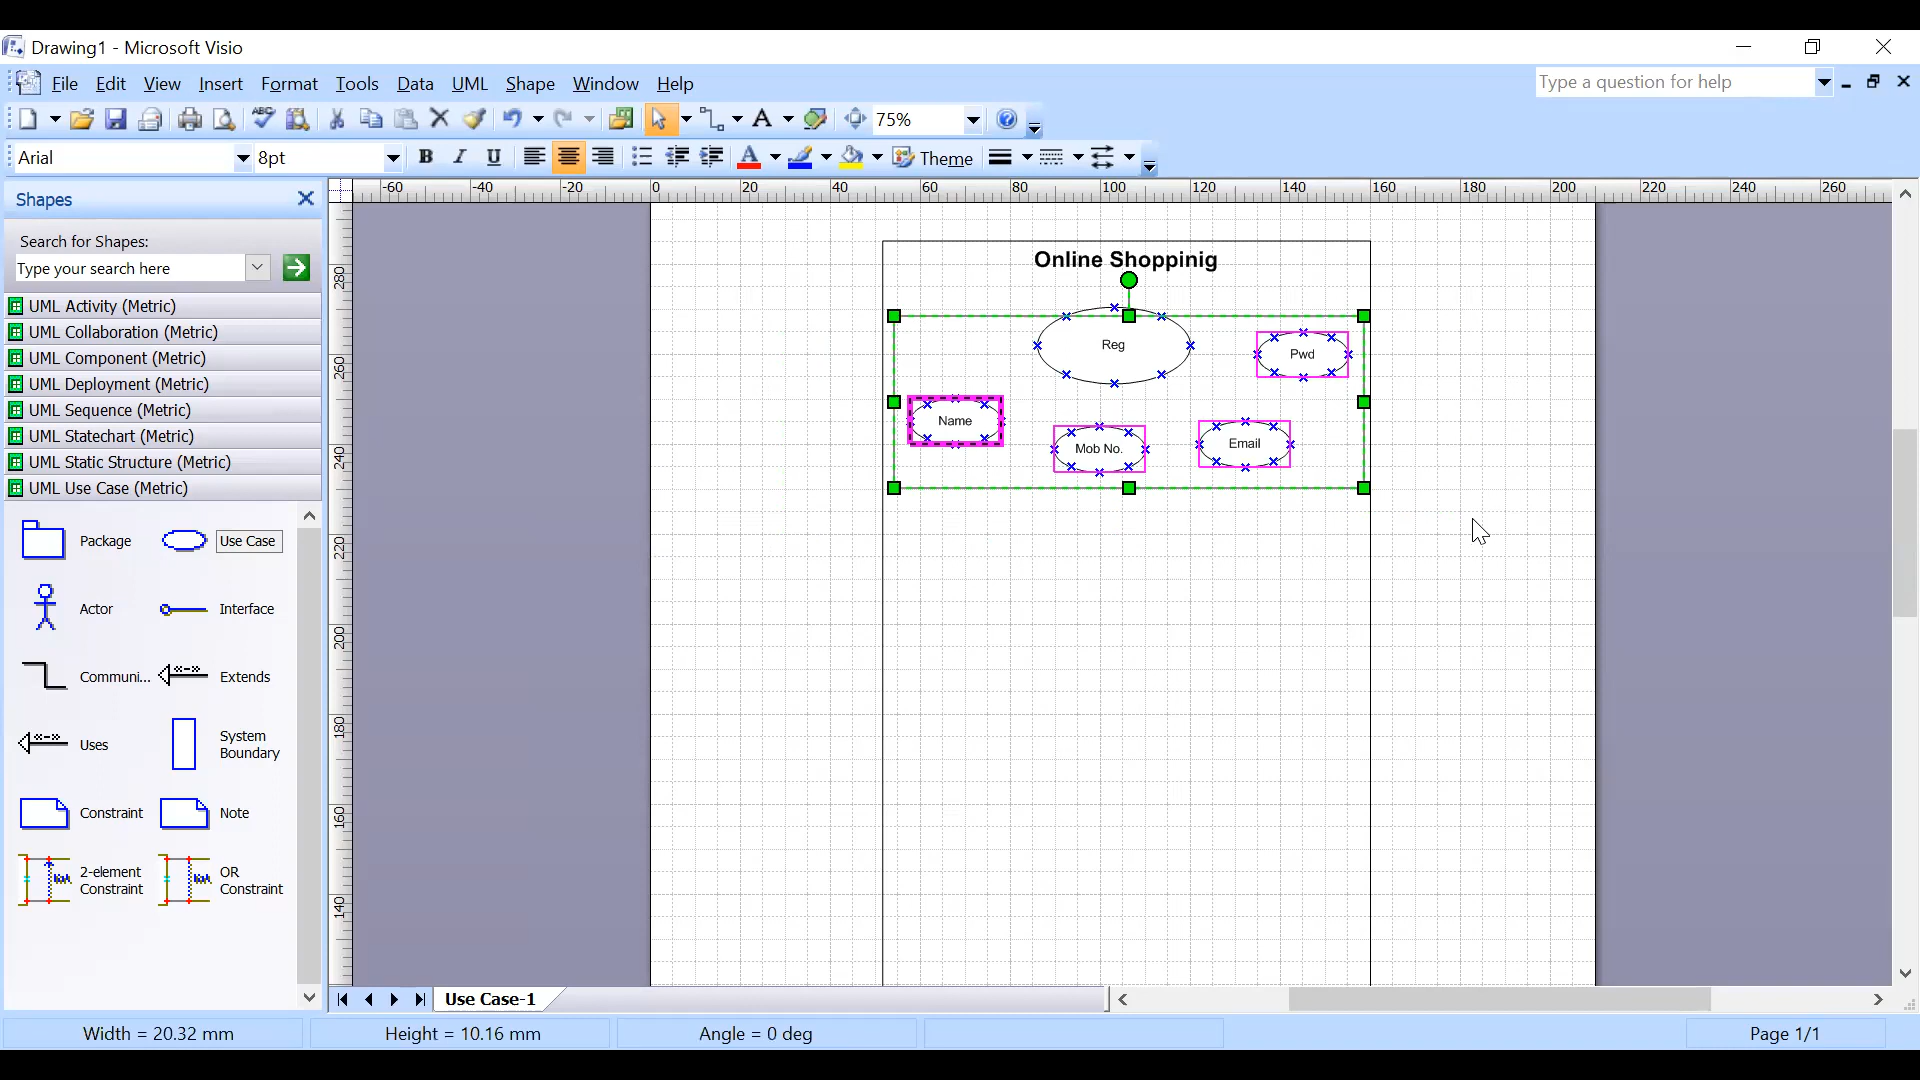 Drawing1 - Microsoft Visio
File Edit View Insert Format Tools Data UML Shape Window Help
Type a question for help
75%
Arial 8pt B I U Theme
Shapes
Search for Shapes:
Type your search here
UML Activity (Metric)
UML Collaboration (Metric)
UML Component (Metric)
UML Deployment (Metric)
UML Sequence (Metric)
UML Statechart (Metric)
UML Static Structure (Metric)
UML Use Case (Metric)
Package Use Case
Actor Interface
Communi... Extends
Uses System Boundary
Constraint Note
2-element Constraint OR Constraint
-60 -40 -20 0 20 40 60 80 100 120 140 160 180 200 220 240 260
280
260
240
220
200
180
160
140
Online Shoppinig
Reg
Pwd
Name
Mob No.
Email
Use Case-1
Width = 20.32 mm Height = 10.16 mm Angle = 0 deg Page 1/1